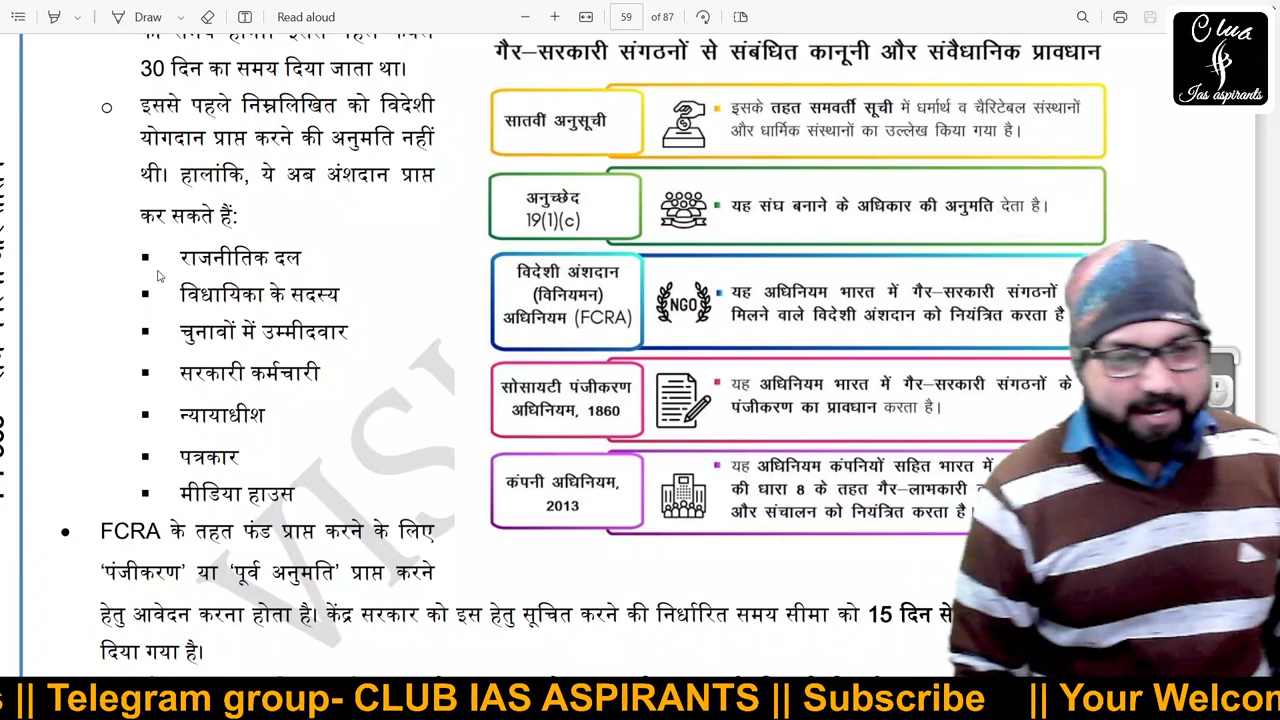 Draw
Read aloud
59
of 87
Clua
Ias aspirants
30 दिन का समय दिया जाता था।
इससे पहले निम्नलिखित को विदेशी
योगदान प्राप्त करने की अनुमति नहीं
थी। हालांकि, ये अब अंशदान प्राप्त
कर सकते हैं:
राजनीतिक दल
विधायिका के सदस्य
चुनावों में उम्मीदवार
सरकारी कर्मचारी
न्यायाधीश
पत्रकार
मीडिया हाउस
FCRA के तहत फंड प्राप्त करने के लिए
‘पंजीकरण’ या ‘पूर्व अनुमति’ प्राप्त करने
हेतु आवेदन करना होता है। केंद्र सरकार को इस हेतु सूचित करने की निर्धारित समय सीमा को 15 दिन से
दिया गया है।
गैर–सरकारी संगठनों से संबंधित कानूनी और संवैधानिक प्रावधान
सातवीं अनुसूची
इसके तहत समवर्ती सूची में धर्मार्थ व चैरिटेबल संस्थानों
और धार्मिक संस्थानों का उल्लेख किया गया है।
अनुच्छेद
19(1)(c)
यह संघ बनाने के अधिकार की अनुमति देता है।
विदेशी अंशदान
(विनियमन)
अधिनियम (FCRA)
NGO
यह अधिनियम भारत में गैर–सरकारी संगठनों
मिलने वाले विदेशी अंशदान को नियंत्रित करता है
सोसायटी पंजीकरण
अधिनियम, 1860
यह अधिनियम भारत में गैर–सरकारी संगठनों के
पंजीकरण का प्रावधान करता है।
कंपनी अधिनियम,
2013
यह अधिनियम कंपनियों सहित भारत में
की धारा 8 के तहत गैर–लाभकारी
और संचालन को नियंत्रित करता है।
VIS
s || Telegram group- CLUB IAS ASPIRANTS || Subscribe || Your Welcom